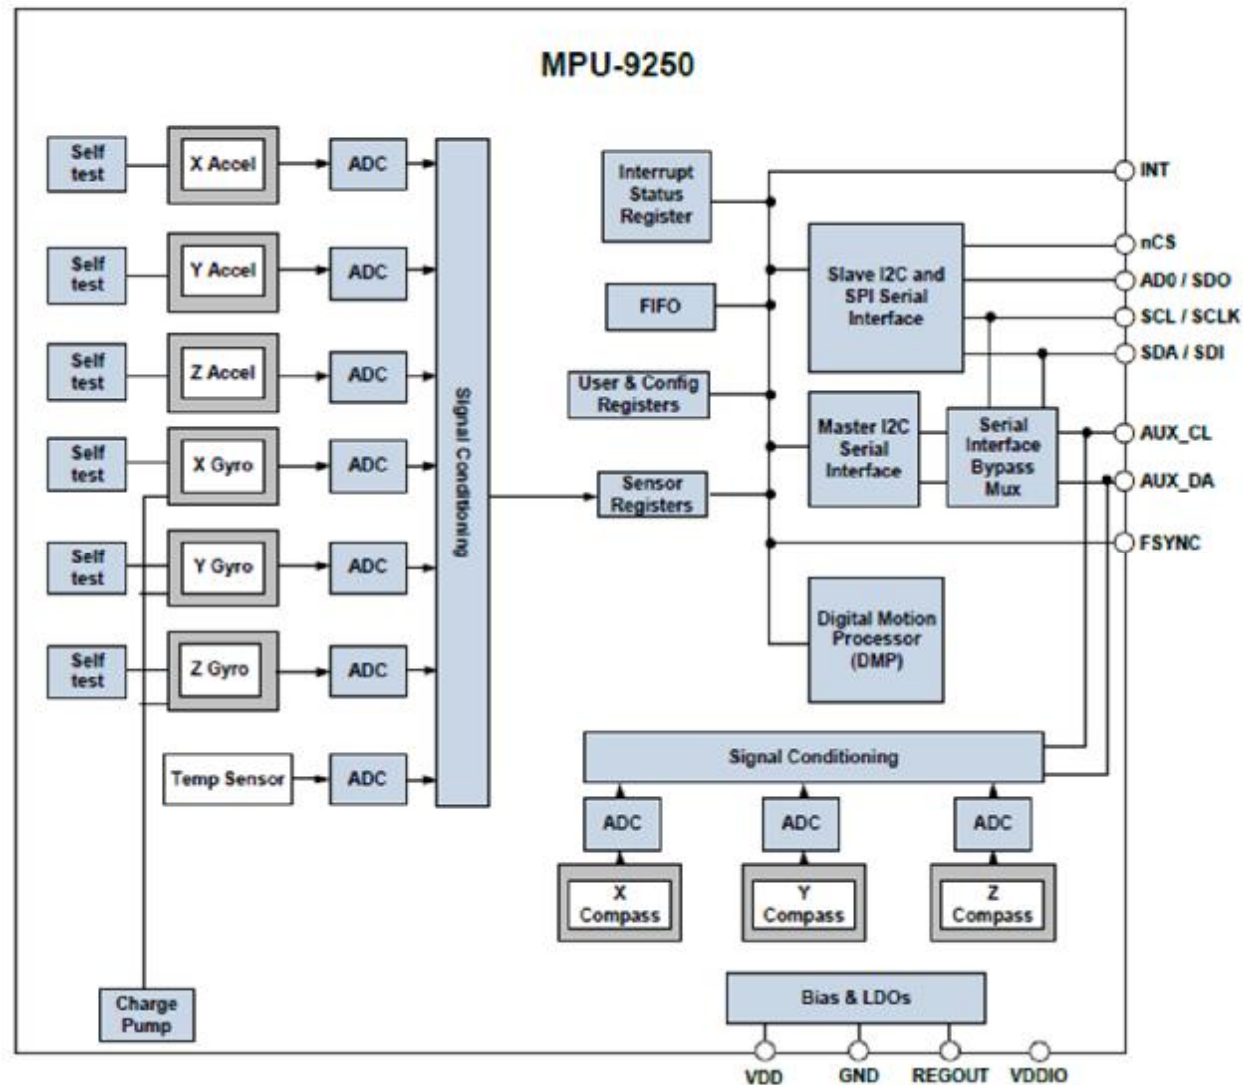 MPU-9250
Self
test
X Accel
ADC
Self
test
Y Accel
ADC
Self
test
Z Accel
ADC
Self
test
X Gyro
ADC
Self
test
Y Gyro
ADC
Self
test
Z Gyro
ADC
Temp Sensor
ADC
Signal Conditioning
Charge
Pump
Interrupt
Status
Register
FIFO
User & Config
Registers
Sensor
Registers
Slave I2C and
SPI Serial
Interface
Master I2C
Serial
Interface
Serial
Interface
Bypass
Mux
Digital Motion
Processor
(DMP)
INT
nCS
AD0 / SDO
SCL / SCLK
SDA / SDI
AUX_CL
AUX_DA
FSYNC
Signal Conditioning
ADC
ADC
ADC
X
Compass
Y
Compass
Z
Compass
Bias & LDOs
VDD
GND
REGOUT
VDDIO